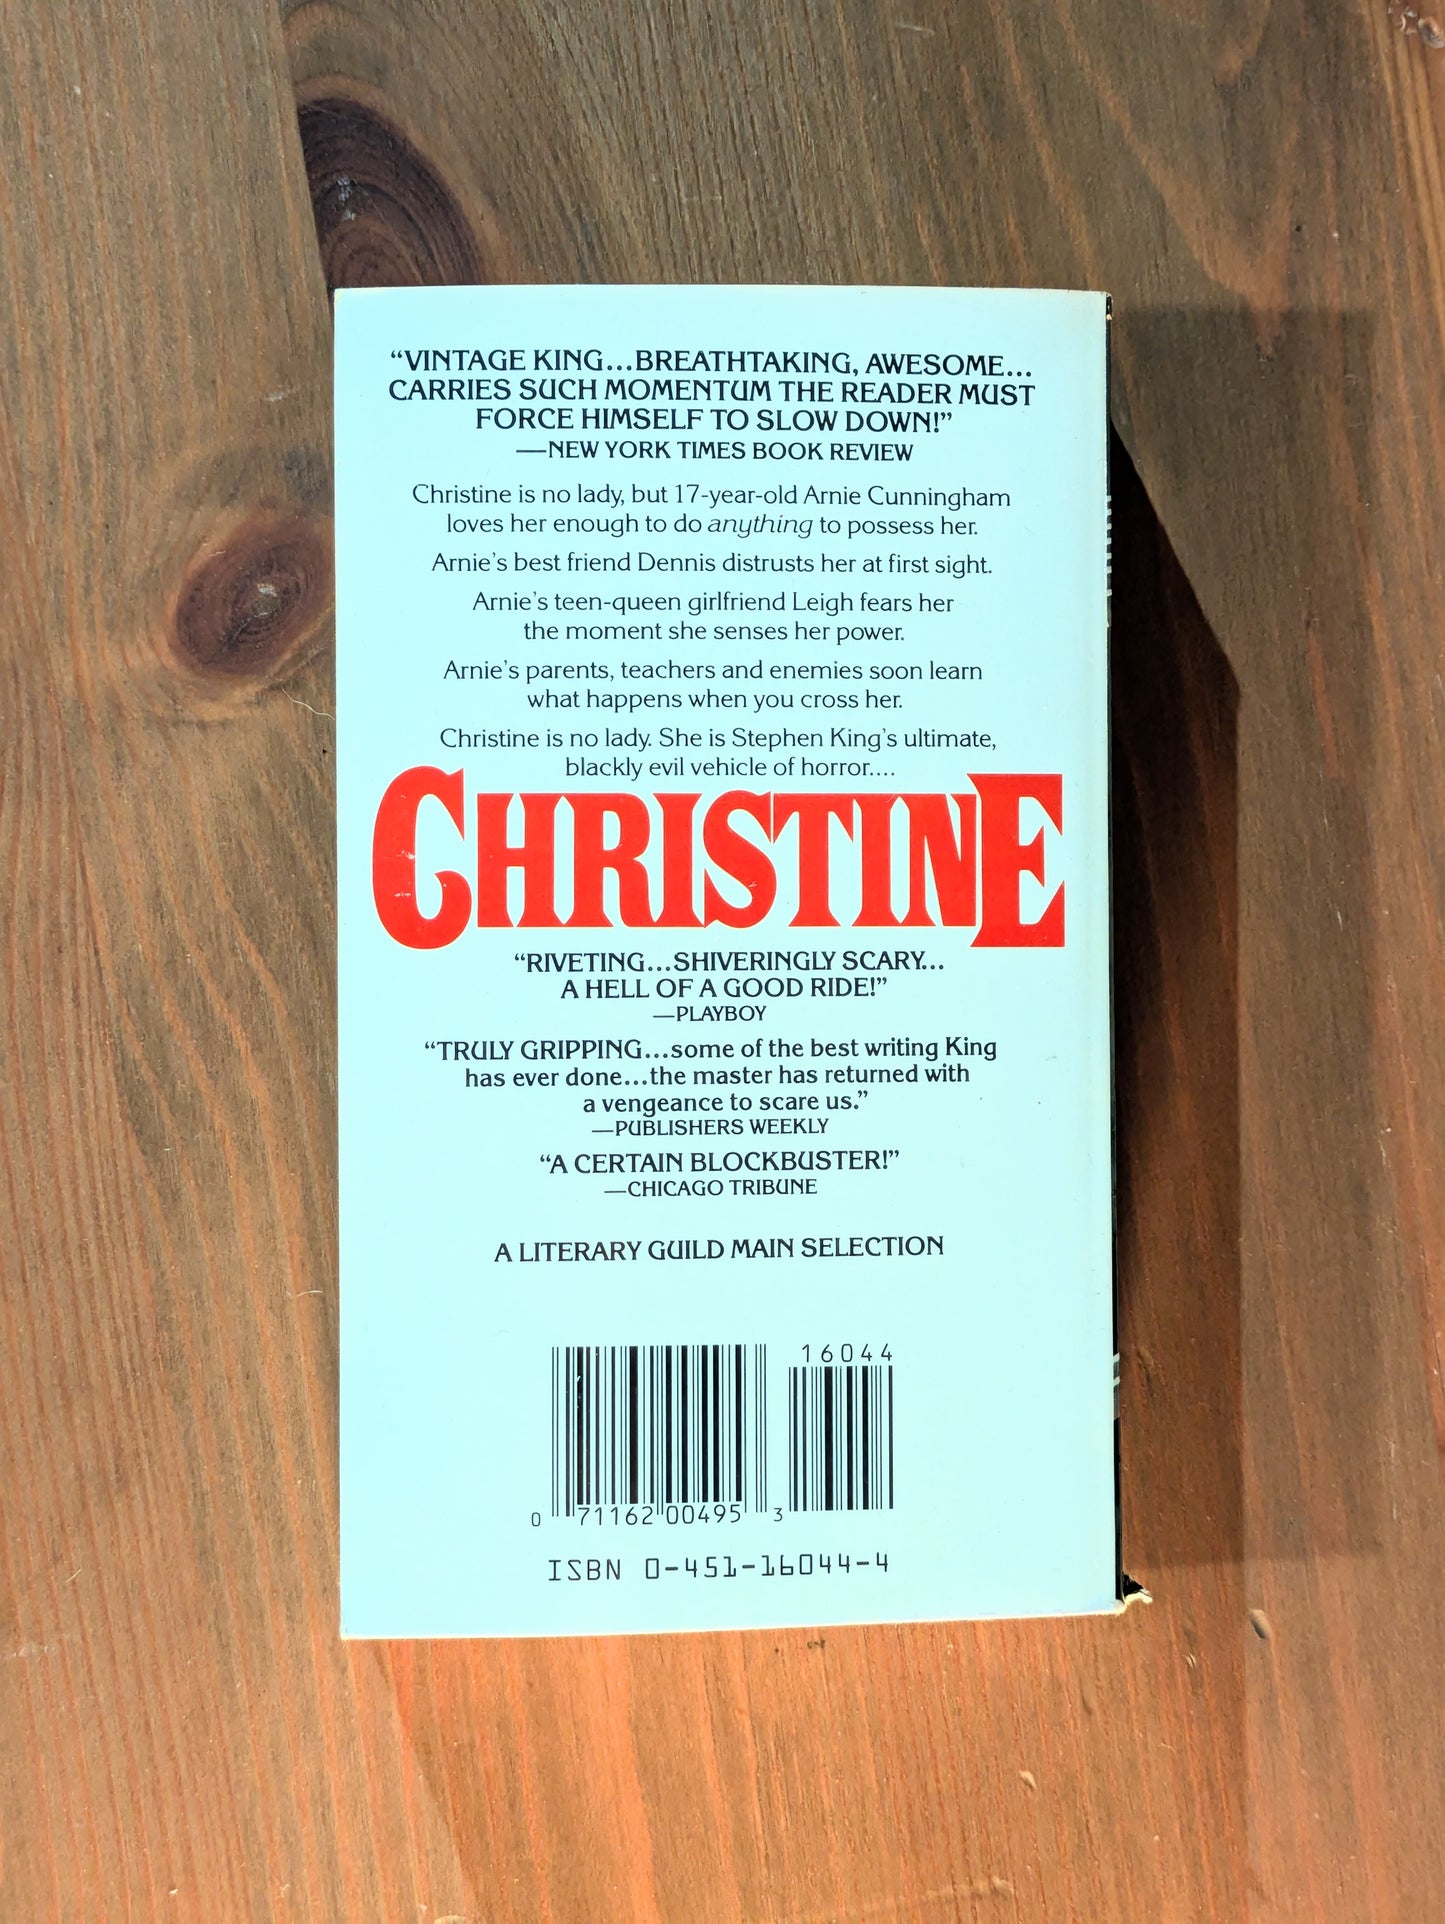 “VINTAGE KING...BREATHTAKING, AWESOME...
CARRIES SUCH MOMENTUM THE READER MUST
FORCE HIMSELF TO SLOW DOWN!”
—NEW YORK TIMES BOOK REVIEW
Christine is no lady, but 17-year-old Arnie Cunningham
loves her enough to do anything to possess her.
Arnie’s best friend Dennis distrusts her at first sight.
Arnie’s teen-queen girlfriend Leigh fears her
the moment she senses her power.
Arnie’s parents, teachers and enemies soon learn
what happens when you cross her.
Christine is no lady. She is Stephen King’s ultimate,
blackly evil vehicle of horror....
CHRISTINE
“RIVETING...SHIVERINGLY SCARY...
A HELL OF A GOOD RIDE!”
—PLAYBOY
“TRULY GRIPPING...some of the best writing King
has ever done...the master has returned with
a vengeance to scare us.”
—PUBLISHERS WEEKLY
“A CERTAIN BLOCKBUSTER!”
—CHICAGO TRIBUNE
A LITERARY GUILD MAIN SELECTION
16044
0 71162 00495 3
ISBN 0-451-16044-4